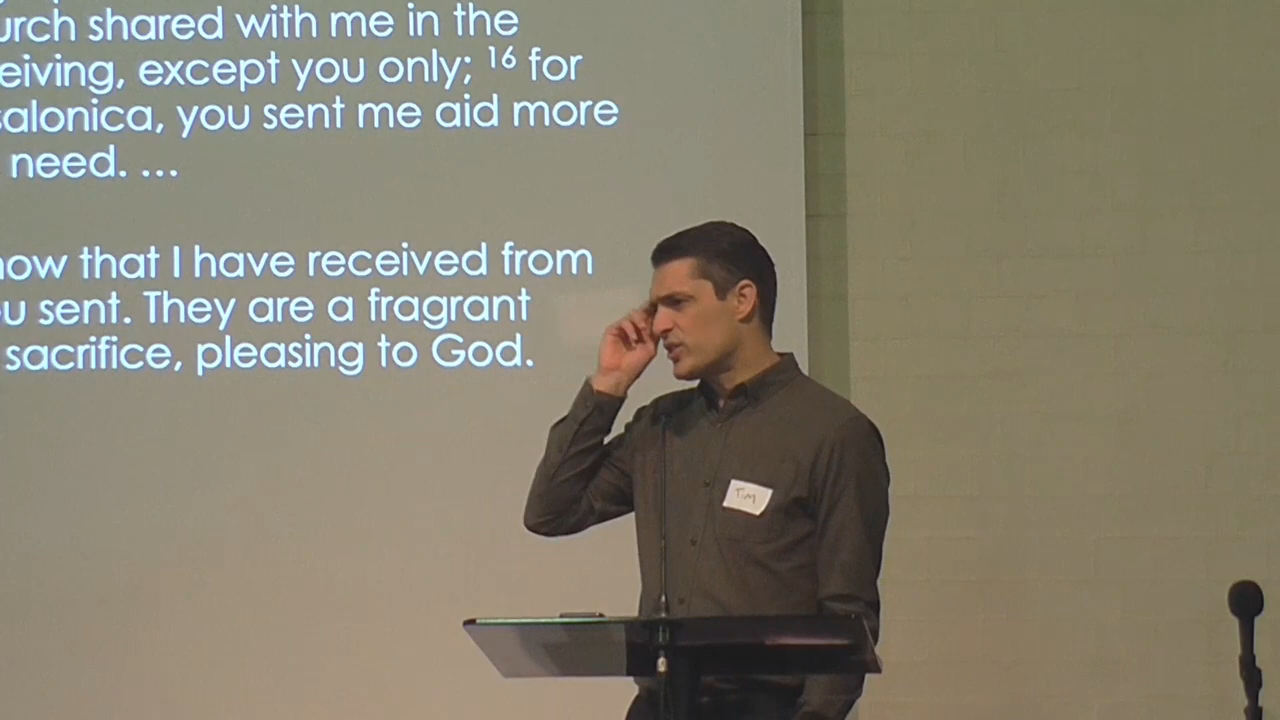 urch shared with me in the
eiving, except you only; 16 for
salonica, you sent me aid more
need. ...
now that I have received from
u sent. They are a fragrant
sacrifice, pleasing to God.
TIM